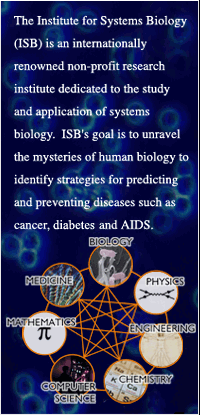 The Institute for Systems Biology
(ISB) is an internationally
renowned non-profit research
institute dedicated to the study
and application of systems
biology.  ISB's goal is to unravel
the mysteries of human biology to
identify strategies for predicting
and preventing diseases such as
cancer, diabetes and AIDS.
BIOLOGY
MEDICINE
PHYSICS
MATHEMATICS
π
ENGINEERING
COMPUTER
SCIENCE
CHEMISTRY